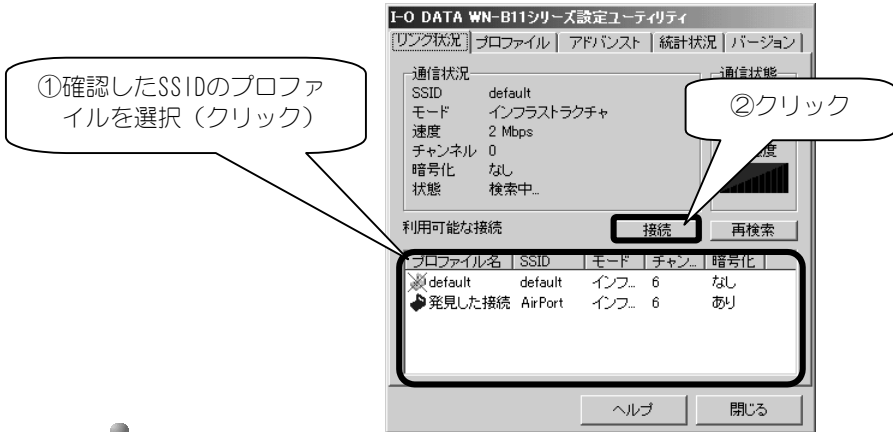 I-O DATA WN-B11シリーズ設定ユーティリティ
リンク状況 プロファイル アドバンスト 統計状況 バージョン
①確認したSSIDのプロファ
イルを選択（クリック）
②クリック
通信状況
SSID default
モード インフラストラクチャ
速度 2 Mbps
チャンネル 0
暗号化 なし
状態 検索中...
通信状態
度
利用可能な接続
接続
再検索
プロファイル名 SSID モード チャン... 暗号化
default default インフ... 6 なし
発見した接続 AirPort インフ... 6 あり
ヘルプ
閉じる